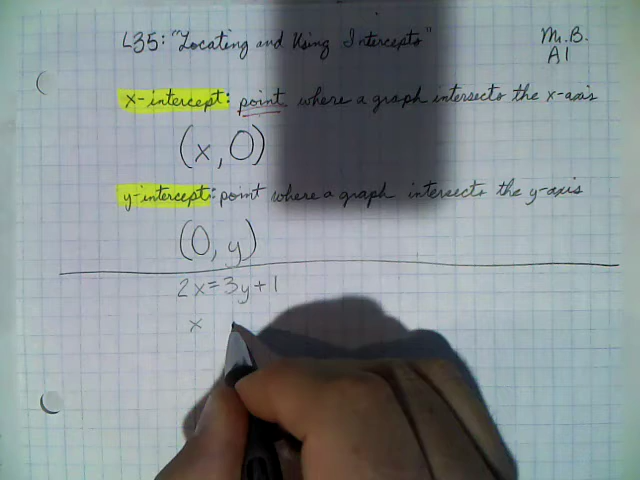 L35: "Locating and Using Intercepts"
M.B.
A1
x-intercept: point where a graph intersects the x-axis
(x, 0)
y-intercept: point where a graph intersects the y-axis
(0, y)
2x=3y+1
x